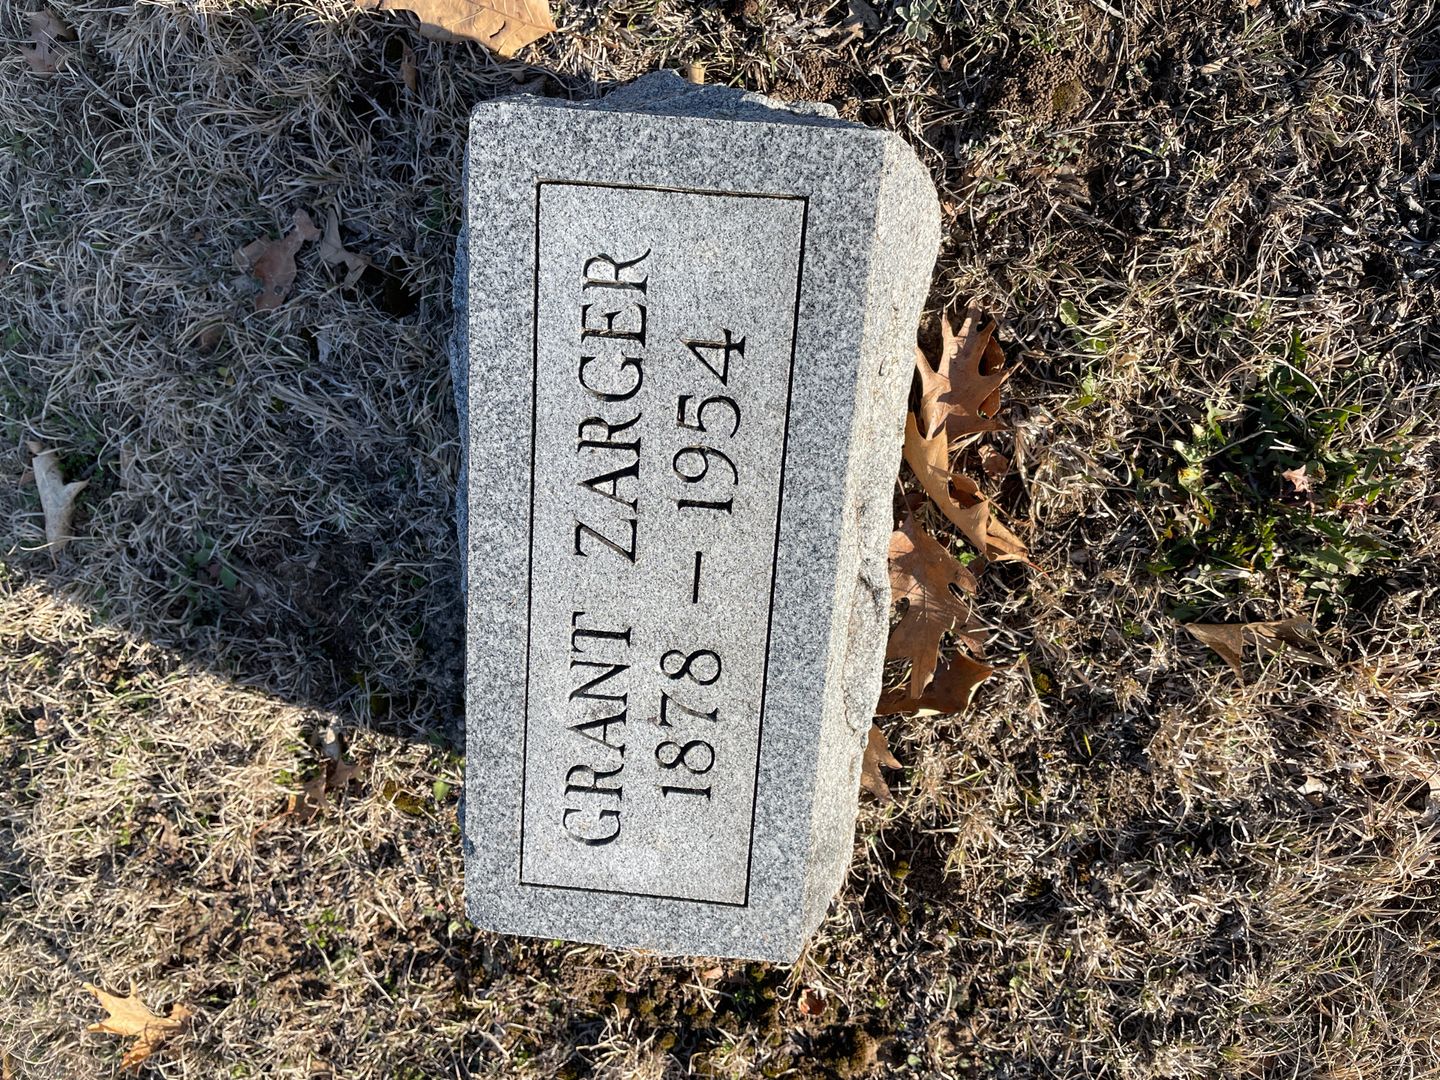 GRANT ZARGER
1878 — 1954